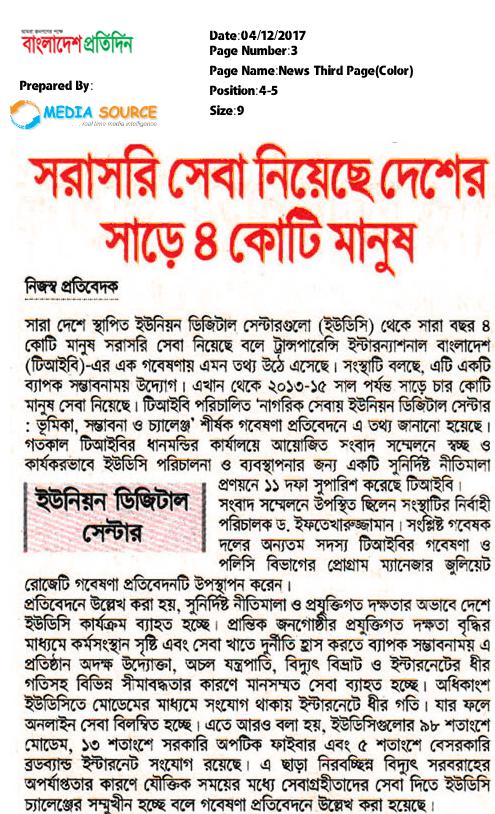 আমরা জনগণের পক্ষে
বাংলাদেশ প্রতিদিন
Prepared By:
MEDIA SOURCE
real time media intelligence
Date:04/12/2017
Page Number:3
Page Name:News Third Page(Color)
Position:4-5
Size:9
সরাসরি সেবা নিয়েছে দেশের
সাড়ে ৪ কোটি মানুষ
নিজস্ব প্রতিবেদক
সারা দেশে স্থাপিত ইউনিয়ন ডিজিটাল সেন্টারগুলো (ইউডিসি) থেকে সারা বছর ৪
কোটি মানুষ সরাসরি সেবা নিয়েছে বলে ট্রান্সপারেন্সি ইন্টারন্যাশনাল বাংলাদেশ
(টিআইবি)-এর এক গবেষণায় এমন তথ্য উঠে এসেছে। সংস্থাটি বলছে, এটি একটি
ব্যাপক সম্ভাবনাময় উদ্যোগ। এখান থেকে ২০১৩-১৫ সাল পর্যন্ত সাড়ে চার কোটি
মানুষ সেবা নিয়েছে। টিআইবি পরিচালিত 'নাগরিক সেবায় ইউনিয়ন ডিজিটাল সেন্টার
: ভূমিকা, সম্ভাবনা ও চ্যালেঞ্জ' শীর্ষক গবেষণা প্রতিবেদনে এ তথ্য জানানো হয়েছে।
গতকাল টিআইবির ধানমন্ডির কার্যালয়ে আয়োজিত সংবাদ সম্মেলনে স্বচ্ছ ও
কার্যকরভাবে ইউডিসি পরিচালনা ও ব্যবস্থাপনার জন্য একটি সুনির্দিষ্ট নীতিমালা
প্রণয়নে ১১ দফা সুপারিশ করেছে টিআইবি।
ইউনিয়ন ডিজিটাল
সেন্টার
সংবাদ সম্মেলনে উপস্থিত ছিলেন সংস্থাটির নির্বাহী
পরিচালক ড. ইফতেখারুজ্জামান। সংশ্লিষ্ট গবেষক
দলের অন্যতম সদস্য টিআইবির গবেষণা ও
পলিসি বিভাগের প্রোগ্রাম ম্যানেজার জুলিয়েট
রোজেটি গবেষণা প্রতিবেদনটি উপস্থাপন করেন।
প্রতিবেদনে উল্লেখ করা হয়, সুনির্দিষ্ট নীতিমালা ও প্রযুক্তিগত দক্ষতার অভাবে দেশে
ইউডিসি কার্যক্রম ব্যাহত হচ্ছে। প্রান্তিক জনগোষ্ঠীর প্রযুক্তিগত দক্ষতা বৃদ্ধির
মাধ্যমে কর্মসংস্থান সৃষ্টি এবং সেবা খাতে দুর্নীতি হ্রাস করতে ব্যাপক সম্ভাবনাময় এ
প্রতিষ্ঠান অদক্ষ উদ্যোক্তা, অচল যন্ত্রপাতি, বিদ্যুৎ বিভ্রাট ও ইন্টারনেটের ধীর
গতিসহ বিভিন্ন সীমাবদ্ধতার কারণে মানসম্মত সেবা ব্যাহত হচ্ছে। অধিকাংশ
ইউডিসিতে মোডেমের মাধ্যমে সংযোগ থাকায় ইন্টারনেটে ধীর গতি। যার ফলে
অনলাইন সেবা বিলম্বিত হচ্ছে। এতে আরও বলা হয়, ইউডিসিগুলোর ৯৮ শতাংশে
মোডেম, ১৩ শতাংশে সরকারি অপটিক ফাইবার এবং ৫ শতাংশে বেসরকারি
ব্রডব্যান্ড ইন্টারনেট সংযোগ রয়েছে। এ ছাড়া নিরবচ্ছিন্ন বিদ্যুৎ সরবরাহের
অপর্যাপ্ততার কারণে যৌক্তিক সময়ের মধ্যে সেবাগ্রহীতাদের সেবা দিতে ইউডিসি
চ্যালেঞ্জের সম্মুখীন হচ্ছে বলে গবেষণা প্রতিবেদনে উল্লেখ করা হয়েছে।